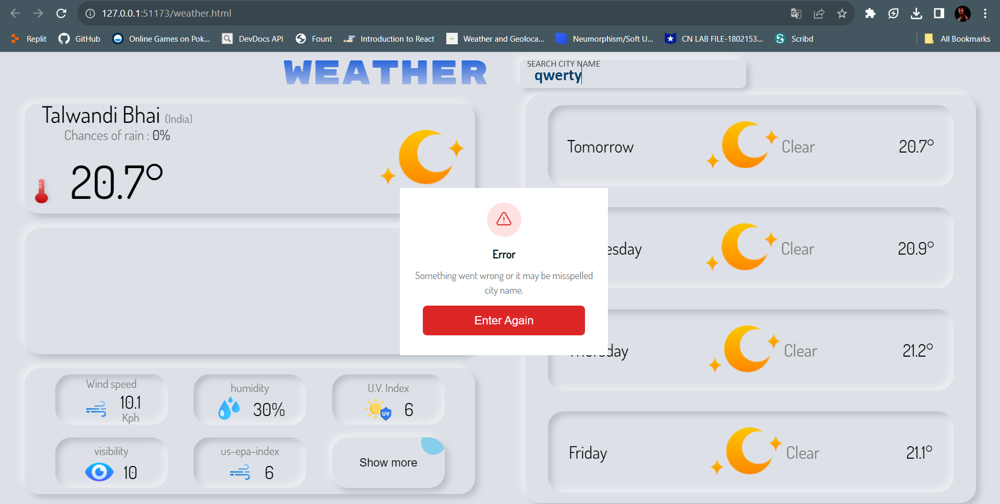 127.0.0.1:51173/weather.html
Replit GitHub Online Games on Pok... DevDocs API Fount Introduction to React Weather and Geoloca... Neumorphism/Soft U... CN LAB FILE-1802153... Scribd All Bookmarks
WEATHER
SEARCH CITY NAME
qwerty
Talwandi Bhai (India)
Chances of rain : 0%
20.7°
Tomorrow Clear 20.7°
esday Clear 20.9°
day Clear 21.2°
Friday Clear 21.1°
Error
Something went wrong or it may be misspelled
city name.
Enter Again
Wind speed
10.1
Kph
humidity
30%
U.V. Index
UV
6
visibility
10
us-epa-index
6
Show more